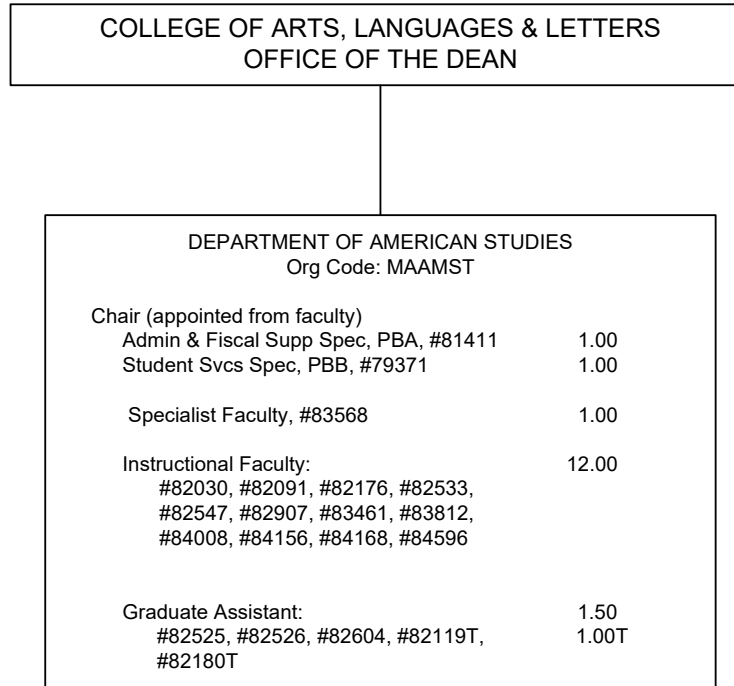 COLLEGE OF ARTS, LANGUAGES & LETTERS
OFFICE OF THE DEAN
DEPARTMENT OF AMERICAN STUDIES
Org Code: MAAMST
Chair (appointed from faculty)
Admin & Fiscal Supp Spec, PBA, #81411 1.00
Student Svcs Spec, PBB, #79371 1.00
Specialist Faculty, #83568 1.00
Instructional Faculty: 12.00
#82030, #82091, #82176, #82533,
#82547, #82907, #83461, #83812,
#84008, #84156, #84168, #84596
Graduate Assistant: 1.50
#82525, #82526, #82604, #82119T, 1.00T
#82180T